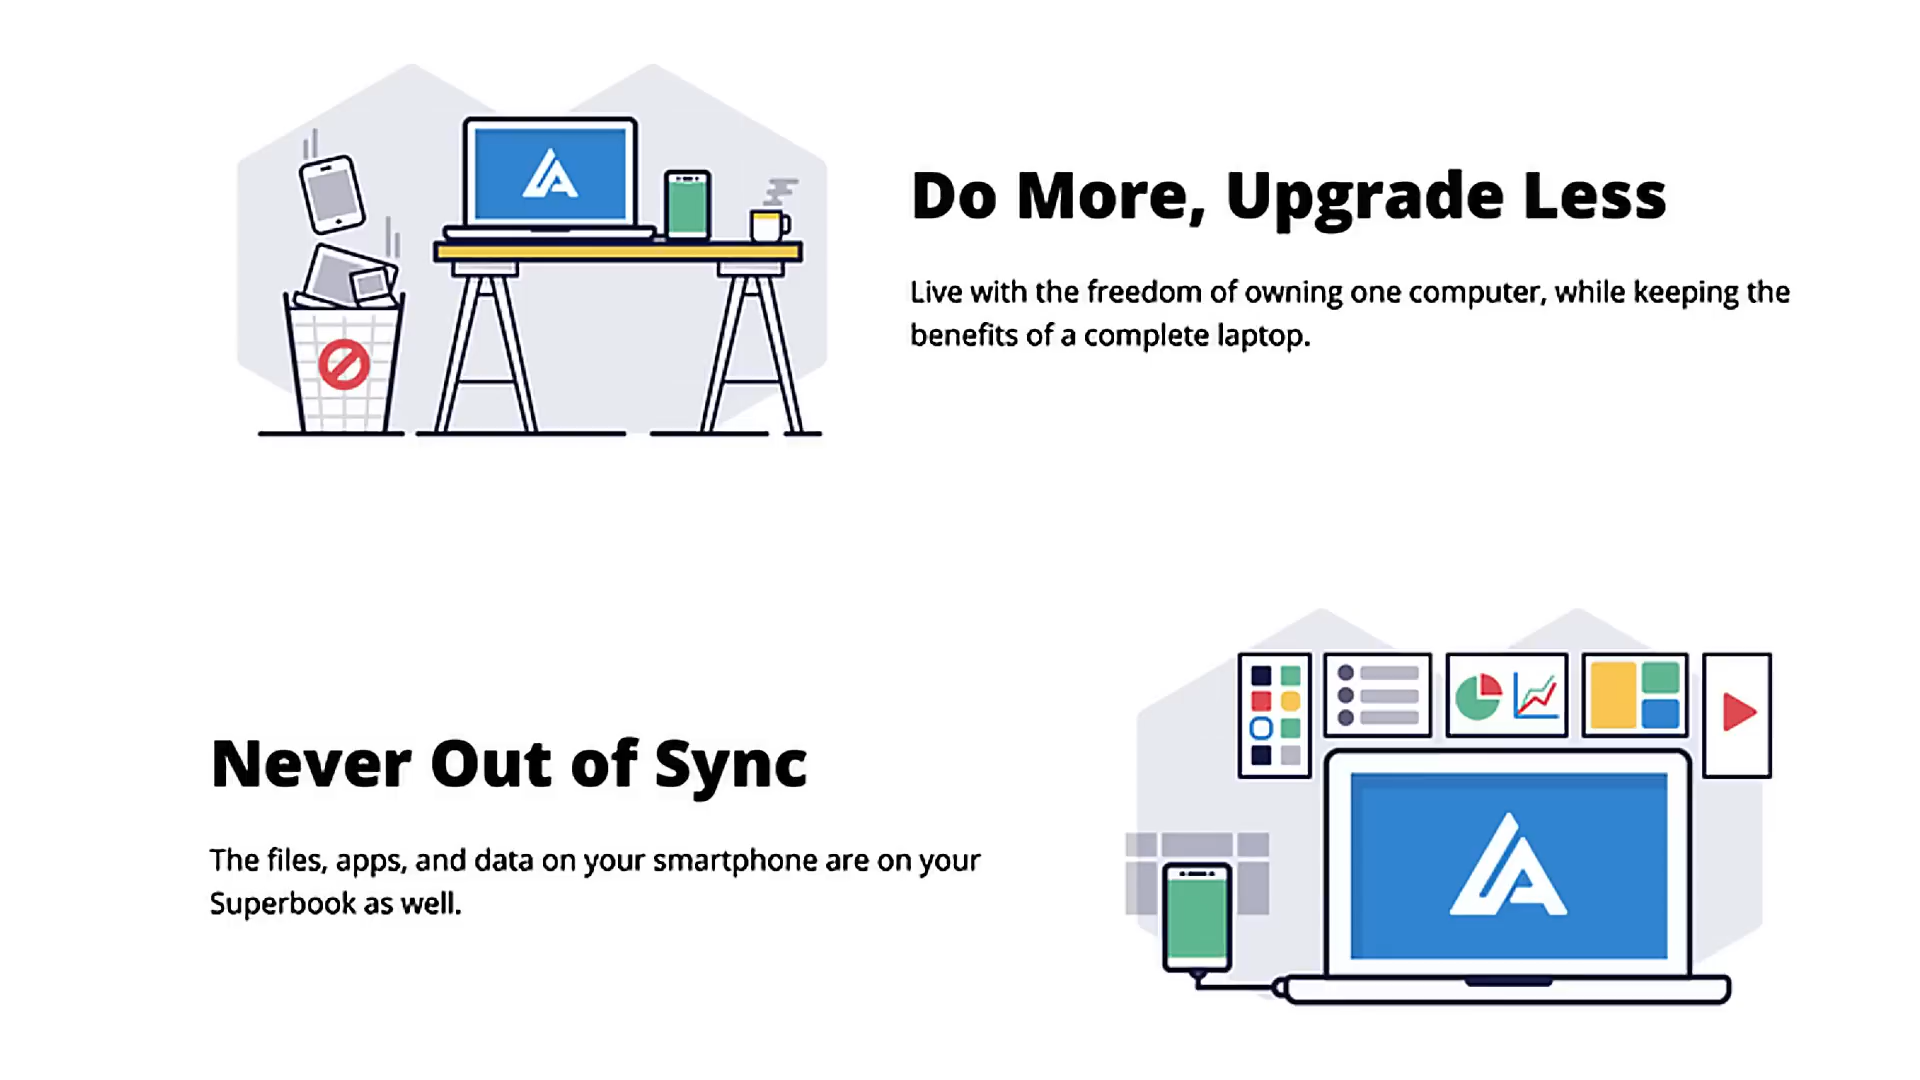 Do More, Upgrade Less
Live with the freedom of owning one computer, while keeping the
benefits of a complete laptop.
Never Out of Sync
The files, apps, and data on your smartphone are on your
Superbook as well.